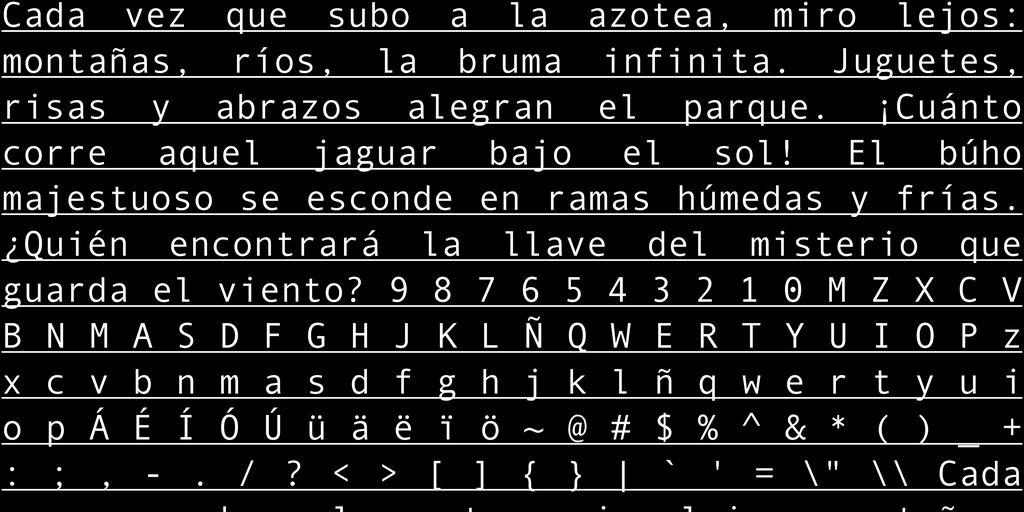 Cada vez que subo a la azotea, miro lejos:
montañas, ríos, la bruma infinita. Juguetes,
risas y abrazos alegran el parque. ¡Cuánto
corre aquel jaguar bajo el sol! El búho
majestuoso se esconde en ramas húmedas y frías.
¿Quién encontrará la llave del misterio que
guarda el viento? 9 8 7 6 5 4 3 2 1 0 M Z X C V
B N M A S D F G H J K L Ñ Q W E R T Y U I O P z
x c v b n m a s d f g h j k l ñ q w e r t y u i
o p Á É Í Ó Ú ü ä ë ï ö ~ @ # $ % ^ & * ( ) _ +
: ; , - . / ? < > [ ] { } | ` ' = \" \\ Cada